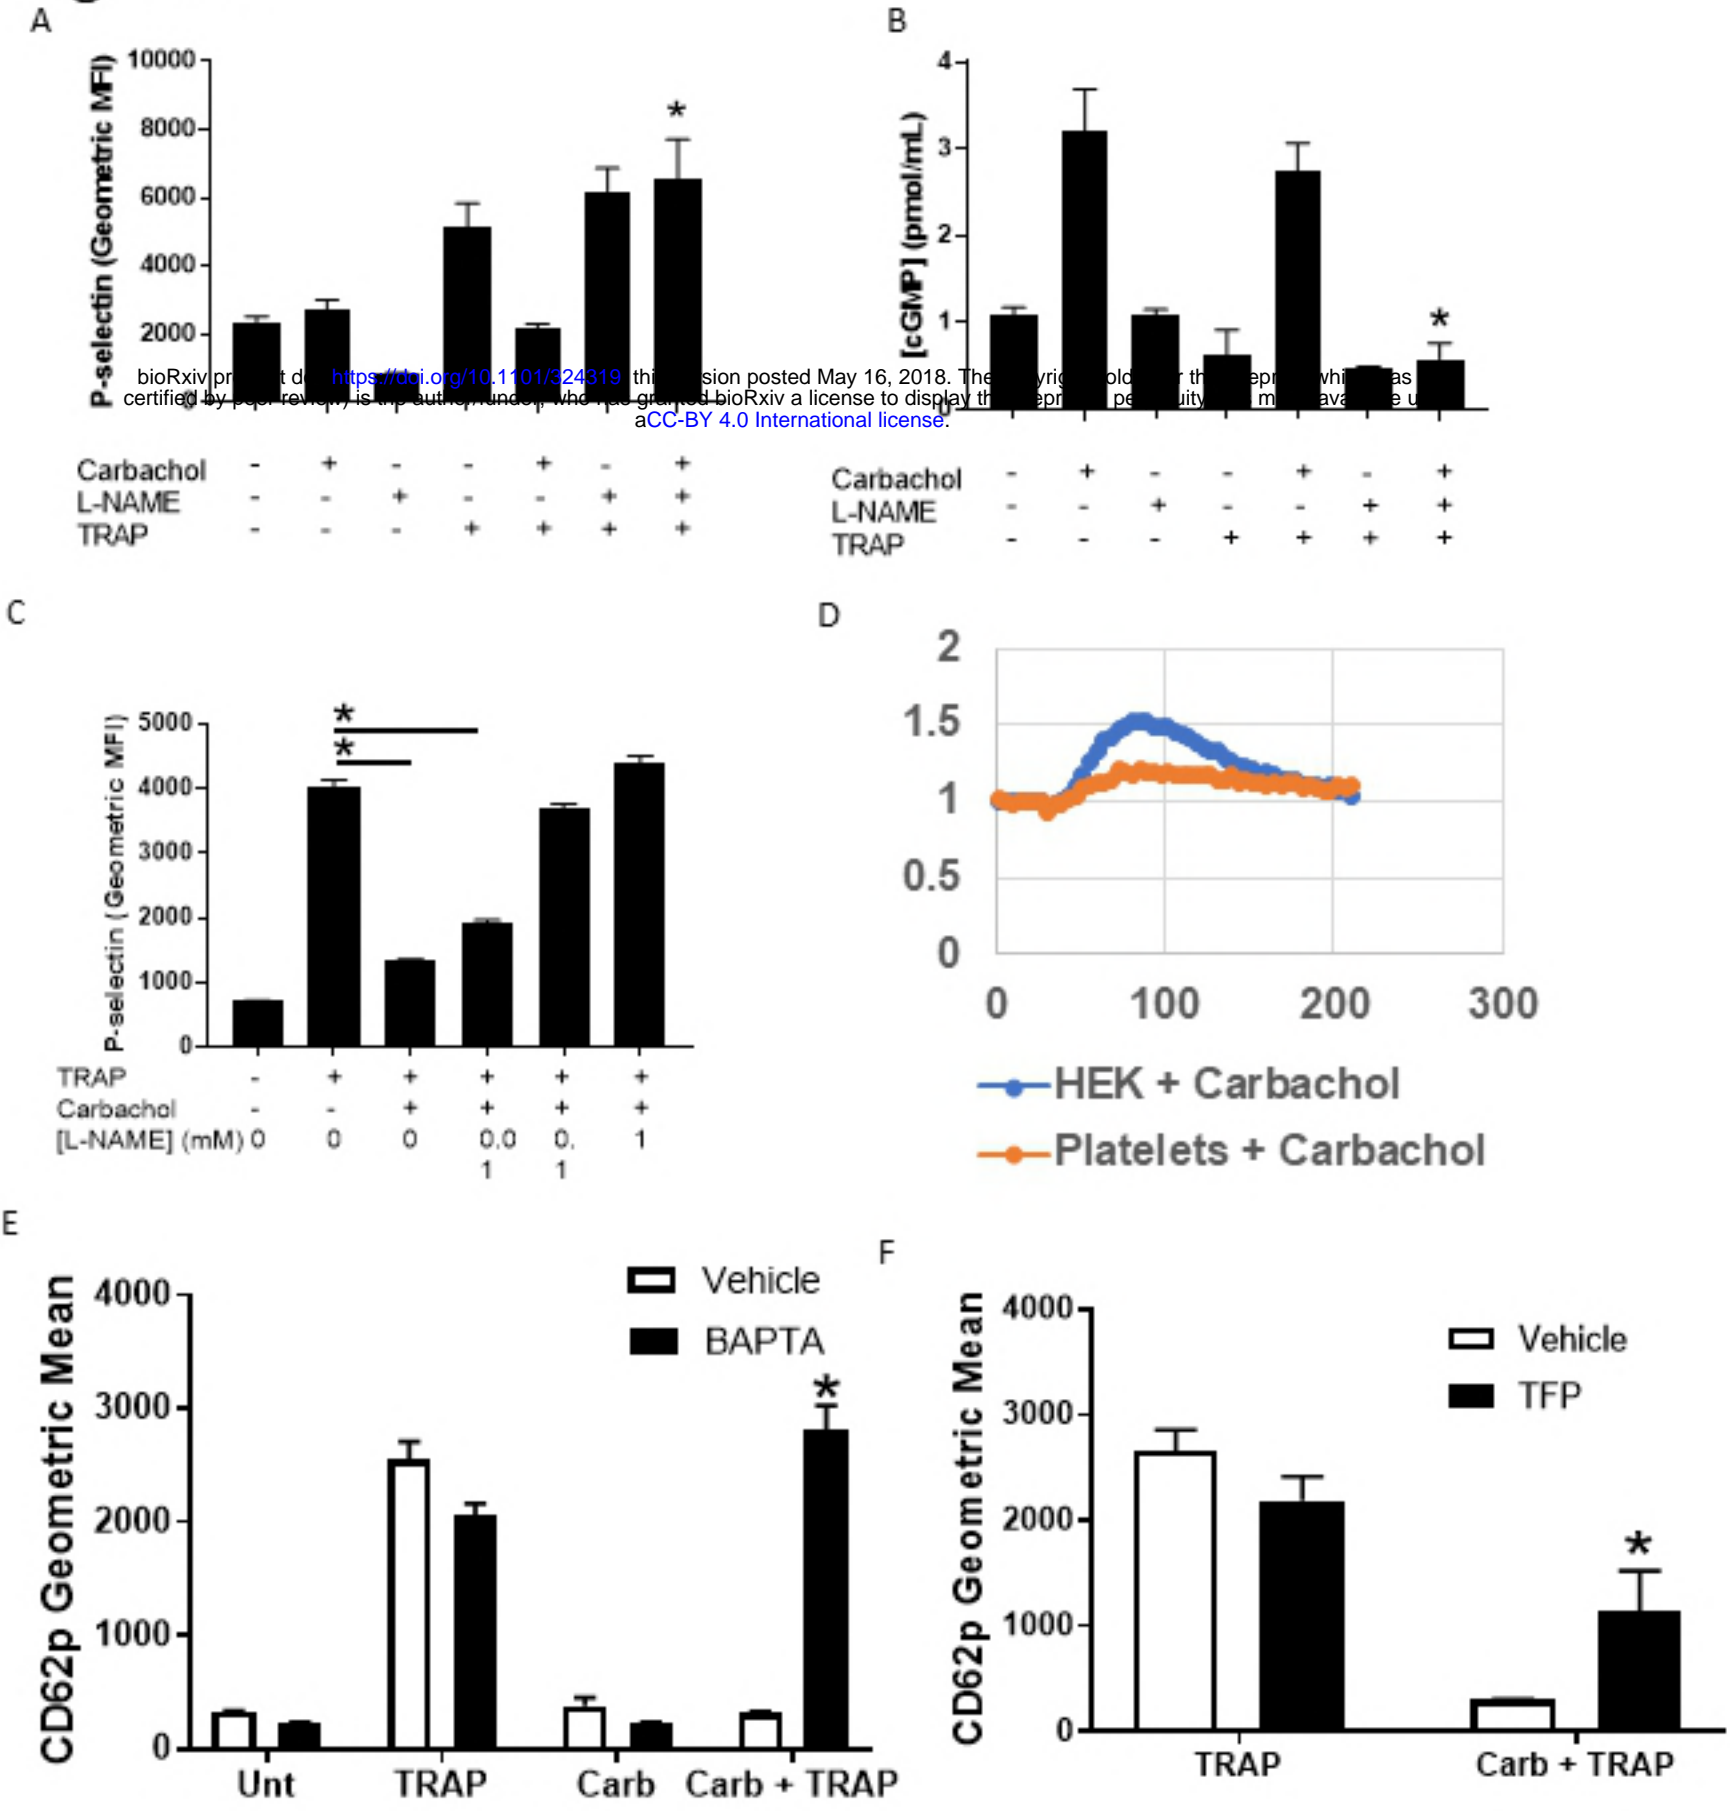 A
B
P-selectin (Geometric MFI)
10000
8000
6000
4000
2000
*
[cGMP] (pmol/mL)
4
3
2
1
0
*
bioRxiv https://doi.org/10.1101/324319 posted May 16, 2018. The
certified by is the who has granted bioRxiv a license to display
aCC-BY 4.0 International license.
Carbachol - + - - + - +
L-NAME - - + - - + +
TRAP - - - + + + +
Carbachol - + - - + - +
L-NAME - - + - - + +
TRAP - - - + + + +
C
P-selectin (Geometric MFI)
5000
4000
3000
2000
1000
0
*
*
TRAP - + + + + +
Carbachol - - + + + +
[L-NAME] (mM) 0 0 0 0.0 0. 1
1 1
D
2
1.5
1
0.5
0
0 100 200 300
HEK + Carbachol
Platelets + Carbachol
E
CD62p Geometric Mean
4000
3000
2000
1000
0
Vehicle
BAPTA
*
Unt TRAP Carb Carb + TRAP
F
CD62p Geometric Mean
4000
3000
2000
1000
0
Vehicle
TFP
*
TRAP Carb + TRAP